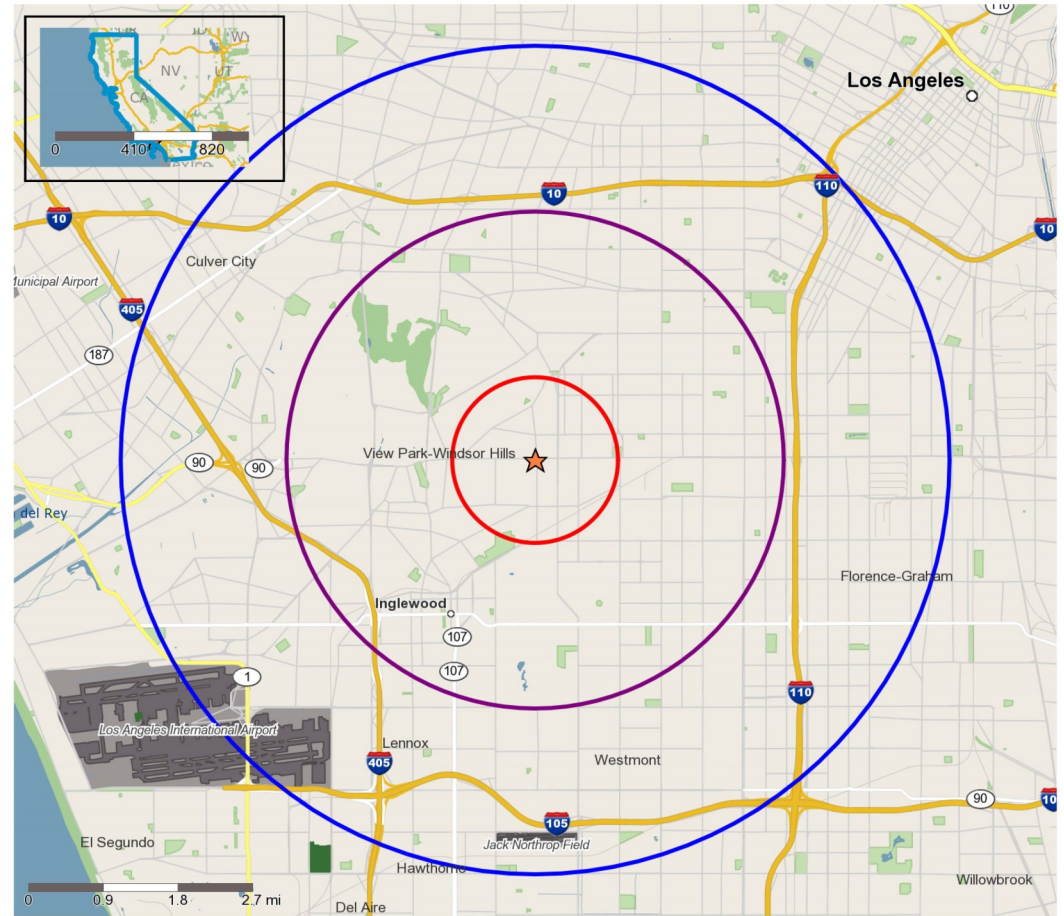 WY
NV
UT
CA
0
410
820
110
Los Angeles
10
110
10
10
Culver City
Municipal Airport
405
187
View Park-Windsor Hills
90
90
del Rey
Florence-Graham
Inglewood
107
107
1
110
Los Angeles International Airport
Lennox
405
Westmont
90
10
105
El Segundo
Jack Northrop Field
Hawthorne
Willowbrook
Del Aire
0
0.9
1.8
2.7 mi